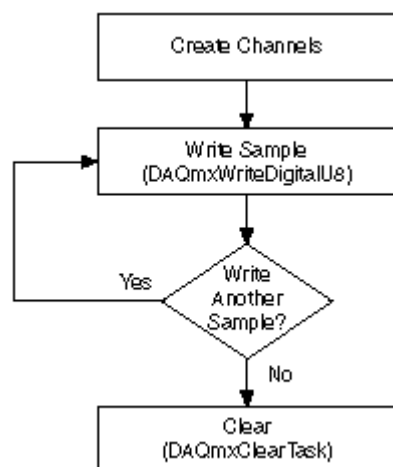 Create Channels
Write Sample
(DAQmxWriteDigitalU8)
Yes
Write
Another
Sample?
No
Clear
(DAQmxClearTask)